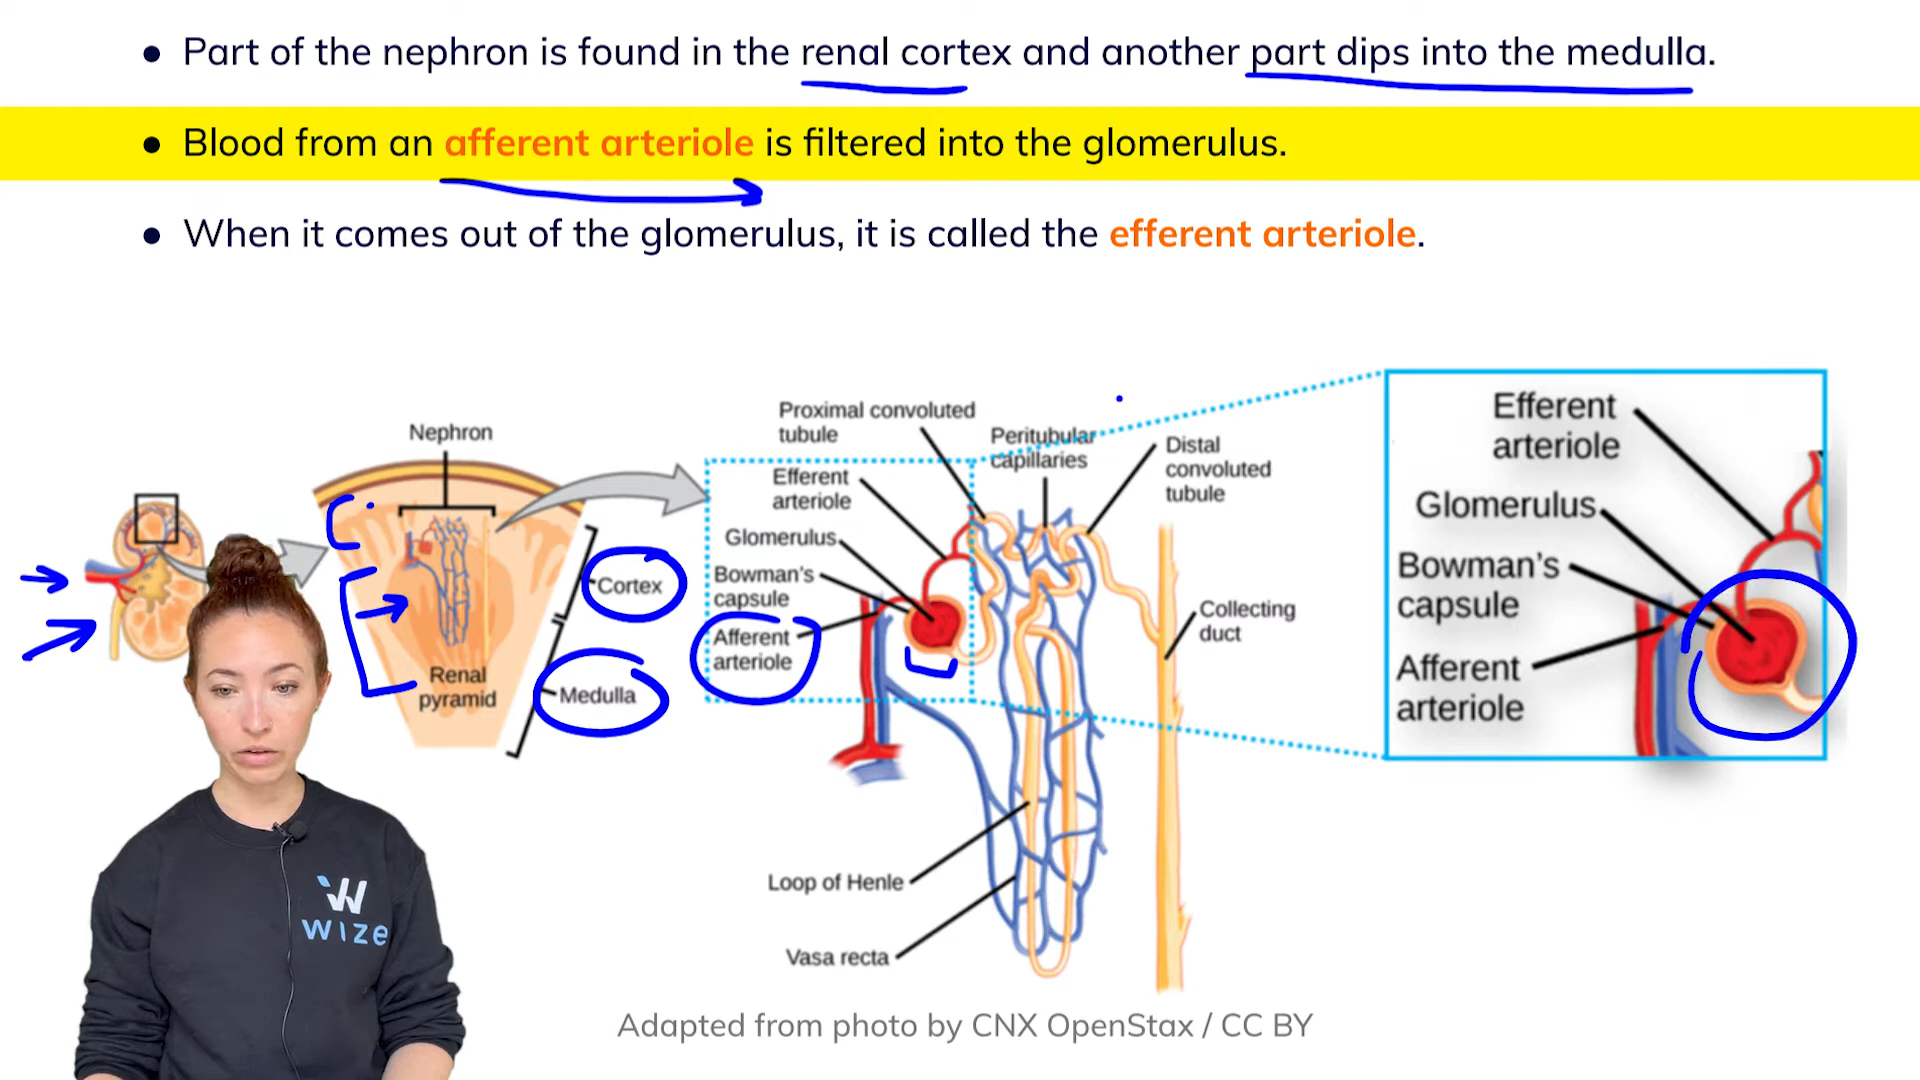 • Part of the nephron is found in the renal cortex and another part dips into the medulla.
• Blood from an afferent arteriole is filtered into the glomerulus.
• When it comes out of the glomerulus, it is called the efferent arteriole.
Nephron
Cortex
Renal
pyramid
Medulla
Proximal convoluted
tubule
Peritubular
capillaries
Distal
convoluted
tubule
Efferent
arteriole
Glomerulus
Bowman's
capsule
Afferent
arteriole
Collecting
duct
Loop of Henle
Vasa recta
Efferent
arteriole
Glomerulus
Bowman's
capsule
Afferent
arteriole
W
WIZE
Adapted from photo by CNX OpenStax / CC BY